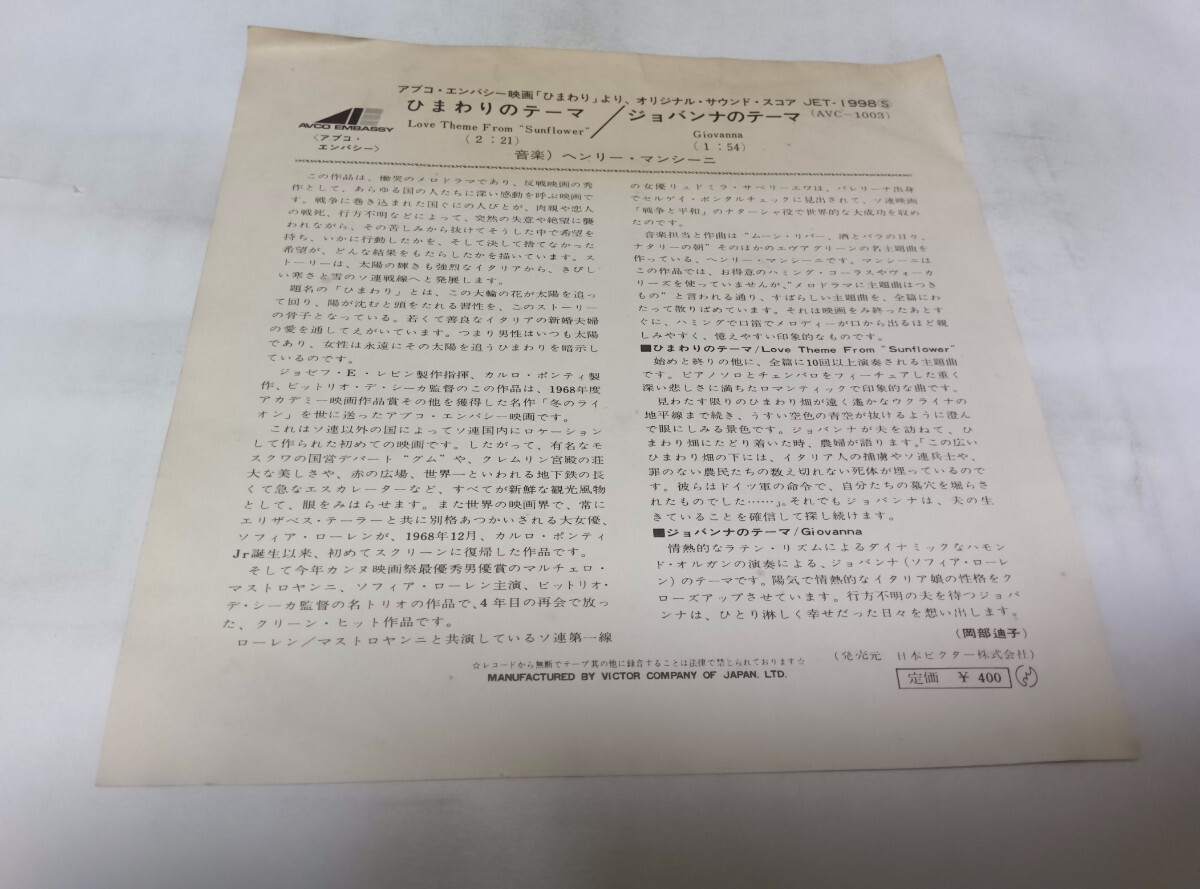 アブコ・エンバシー映画「ひまわり」より、オリジナル・サウンド・スコア JET-1998Ⓢ
ひまわりのテーマ／ジョバンナのテーマ (AVC-1003)
Love Theme From "Sunflower"
Giovanna
(2:21)
(1:54)
音楽）ヘンリー・マンシーニ
AVCO EMBASSY
〈アブコ・
エンバシー〉
この作品は、慟哭のメロドラマであり、反戦映画の秀
作として、あらゆる国の人たちに深い感動を呼ぶ映画で
す。戦争に巻き込まれた国ぐにの人びとが、肉親や恋人
の戦死、行方不明などによって、突然の失意や絶望に襲
われながら、その苦しみから抜けてそうした中で希望を
持ち、いかに行動したかを、そして決して捨てなかった
希望が、どんな結果をもたらしたかを描いています。ス
トーリーは、太陽の輝きも強烈なイタリアから、きびし
い寒さと雪のソ連戦線へと発展します。
題名の「ひまわり」とは、この大輪の花が太陽を追っ
て回り、陽が沈むと頭をたれる習性を、このストーリー
の骨子となっている。若くて善良なイタリアの新婚夫婦
の愛を通してえがいています。つまり男性はいつも太陽
であり、女性は永遠にその太陽を追うひまわりを暗示し
ているのです。
ジョゼフ・E・レビン製作指揮、カルロ・ポンティ製
作、ビットリオ・デ・シーカ監督のこの作品は、1968年度
アカデミー映画作品賞その他を獲得した名作「冬のライ
オン」を世に送ったアブコ・エンバシー映画です。
これはソ連以外の国によってソ連国内にロケーション
して作られた初めての映画です。したがって、有名なモ
スクワの国営デパート“グム”や、クレムリン宮殿の荘
大な美しさや、赤の広場、世界一といわれる地下鉄の長
くて急なエスカレーターなど、すべてが新鮮な観光風物
として、眼をみはらせます。また世界の映画界で、常に
エリザベス・テーラーと共に別格あつかいされる大女優、
ソフィア・ローレンが、1968年12月、カルロ・ポンティ
Jr誕生以来、初めてスクリーンに復帰した作品です。
そして今年カンヌ映画祭最優秀男優賞のマルチェロ・
マストロヤンニ、ソフィア・ローレン主演、ビットリオ・
デ・シーカ監督の名トリオの作品で、4年目の再会で放っ
た、クリーン・ヒット作品です。
ローレン／マストロヤンニと共演しているソ連第一線
の女優リュドミラ・サベリーエワは、バレリーナ出身
でセルゲイ・ボンダルチェックに見出されて、ソ連映画
「戦争と平和」のナターシャ役で世界的な大成功を収め
たのです。
音楽担当と作曲は“ムーン・リバー、酒とバラの日々、
ナタリーの朝”そのほかのエヴァグリーンの名主題曲を
作っている、ヘンリー・マンシーニです。マンシーニは
この作品では、お得意のハミング・コーラスやヴォーカ
リーズを使っていませんが、“メロドラマに主題曲はつき
もの”と言われる通り、すばらしい主題曲を、全篇にわ
たって散りばめています。それは映画をみ終ったあとす
ぐに、ハミングで口笛でメロディーが口から出るほど親
しみやすく、憶えやすい印象的なものです。
■ひまわりのテーマ/Love Theme From "Sunflower"
始めと終りの他に、全篇に10回以上演奏される主題曲
です。ピアノソロとチェンバロをフィーチュアした重く
深い悲しさに満ちたロマンティックで印象的な曲です。
見わたす限りのひまわり畑が遠く遙かなウクライナの
地平線まで続き、うすい空色の青空が抜けるように澄ん
で眼にしみる景色です。ジョバンナが夫を訪ねて、ひ
まわり畑にたどり着いた時、農婦が語ります。「この広い
ひまわり畑の下には、イタリア人の捕虜やソ連兵士や、
罪のない農民たちの数え切れない死体が埋っているので
す。彼らはドイツ軍の命令で、自分たちの墓穴を堀らさ
れたものでした……」。それでもジョバンナは、夫の生
きていることを確信して探し続けます。
■ジョバンナのテーマ/Giovanna
情熱的なラテン・リズムによるダイナミックなハモン
ド・オルガンの演奏による、ジョバンナ（ソフィア・ローレ
ン）のテーマです。陽気で情熱的なイタリア娘の性格をク
ローズアップさせています。行方不明の夫を待つジョバ
ンナは、ひとり淋しく幸せだった日々を想い出します。
(岡部迪子)
☆レコードから無断でテープ其の他に録音することは法律で禁じられております☆
(発売元 日本ビクター株式会社)
MANUFACTURED BY VICTOR COMPANY OF JAPAN, LTD.
定価 ￥400